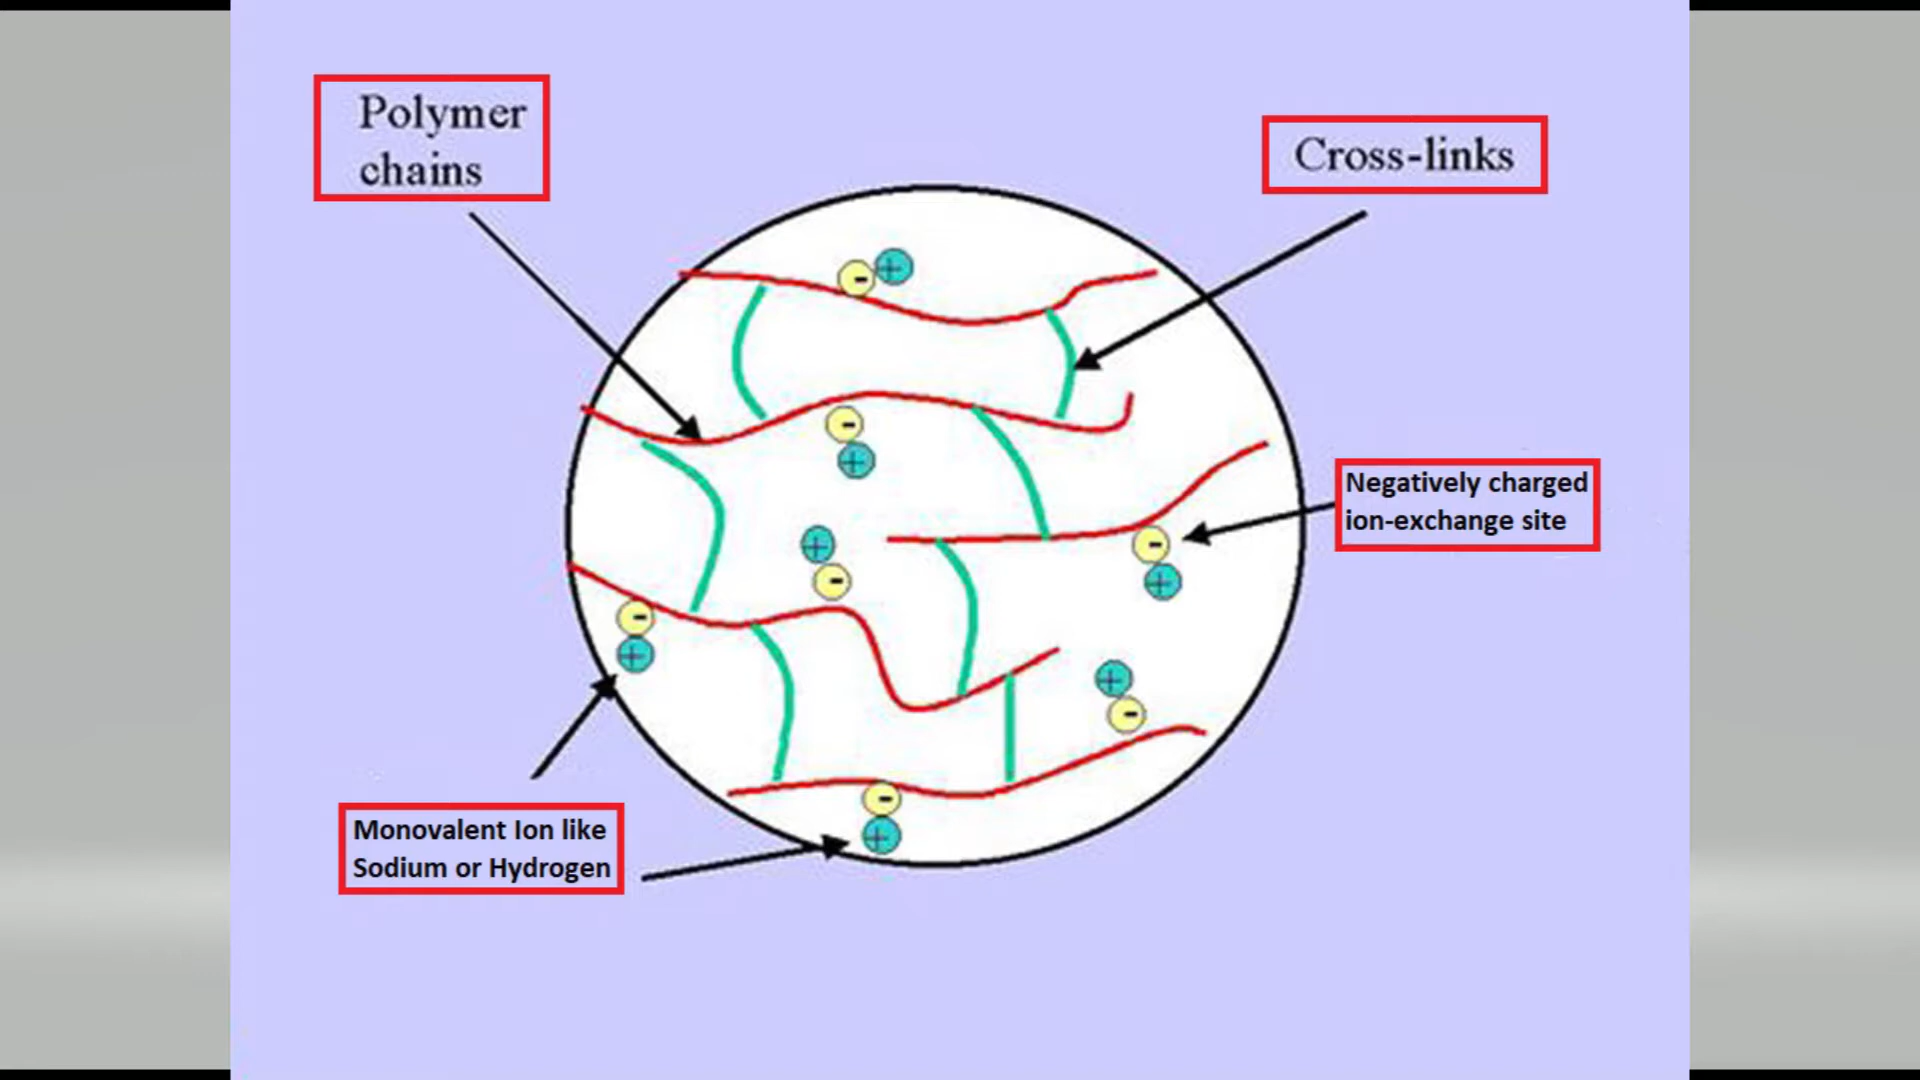 Polymer
chains
Cross-links
Negatively charged
ion-exchange site
Monovalent Ion like
Sodium or Hydrogen